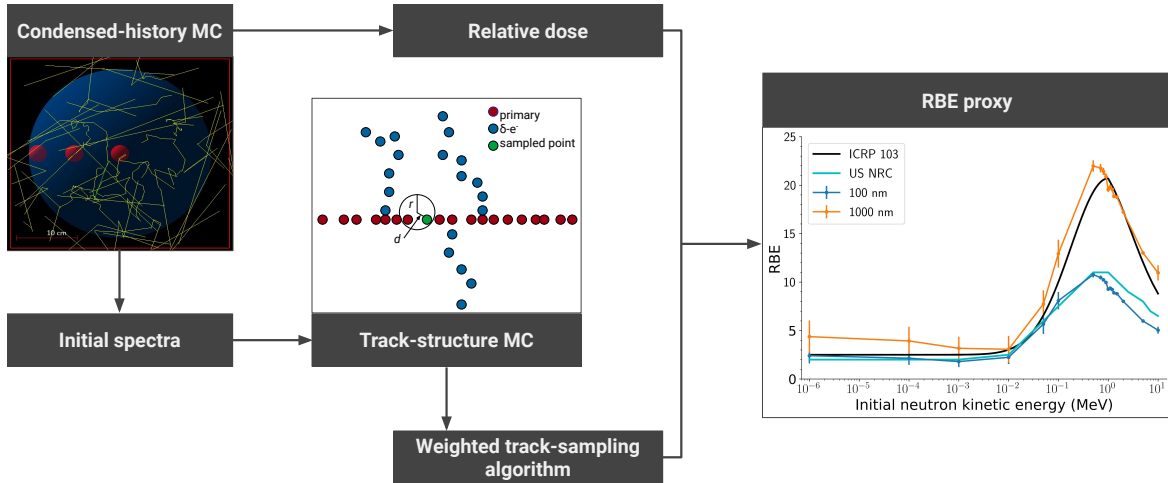 Condensed-history MC
Relative dose
10 cm
primary
δ-e⁻
sampled point
r
d
Initial spectra
Track-structure MC
Weighted track-sampling
algorithm
RBE proxy
25
20
15
10
5
0
RBE
ICRP 103
US NRC
100 nm
1000 nm
10⁻⁶ 10⁻⁵ 10⁻⁴ 10⁻³ 10⁻² 10⁻¹ 10⁰ 10¹
Initial neutron kinetic energy (MeV)